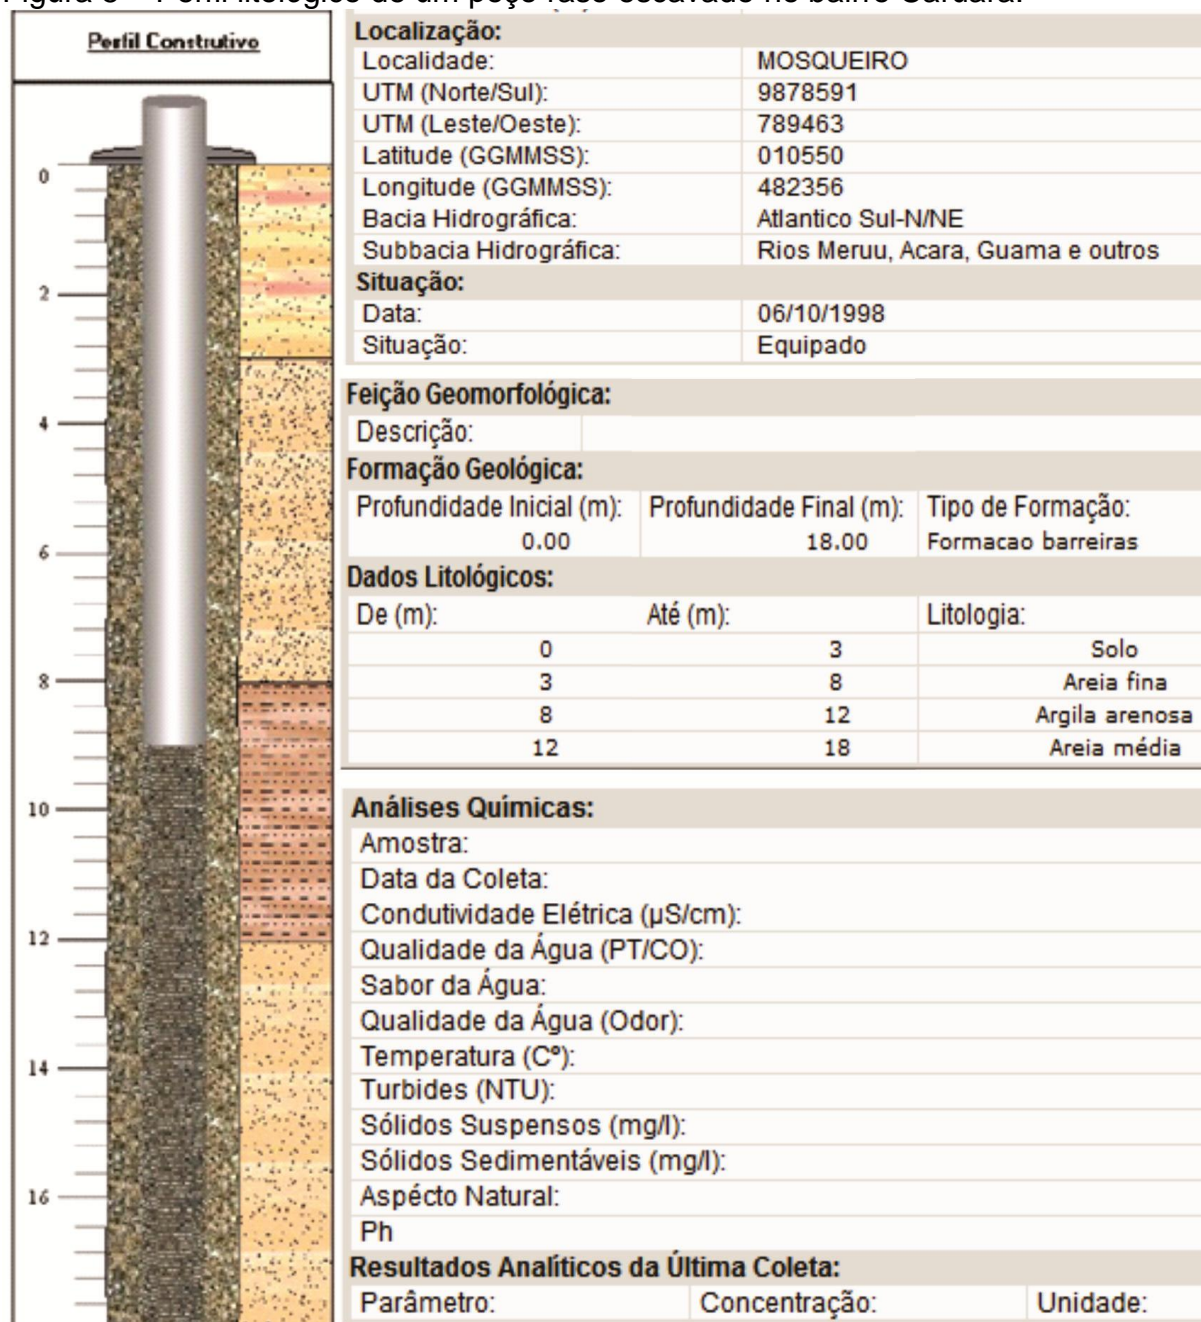 Perfil Construtivo
0
2
4
6
8
10
12
14
16
Localização:
Localidade: MOSQUEIRO
UTM (Norte/Sul): 9878591
UTM (Leste/Oeste): 789463
Latitude (GGMMSS): 010550
Longitude (GGMMSS): 482356
Bacia Hidrográfica: Atlantico Sul-N/NE
Subbacia Hidrográfica: Rios Meruu, Acara, Guama e outros
Situação:
Data: 06/10/1998
Situação: Equipado
Feição Geomorfológica:
Descrição:
Formação Geológica:
Profundidade Inicial (m): Profundidade Final (m): Tipo de Formação:
0.00 18.00 Formacao barreiras
Dados Litológicos:
De (m): Até (m): Litologia:
0 3 Solo
3 8 Areia fina
8 12 Argila arenosa
12 18 Areia média
Análises Químicas:
Amostra:
Data da Coleta:
Condutividade Elétrica (µS/cm):
Qualidade da Água (PT/CO):
Sabor da Água:
Qualidade da Água (Odor):
Temperatura (Cº):
Turbides (NTU):
Sólidos Suspensos (mg/l):
Sólidos Sedimentáveis (mg/l):
Aspécto Natural:
Ph
Resultados Analíticos da Última Coleta:
Parâmetro: Concentração: Unidade: